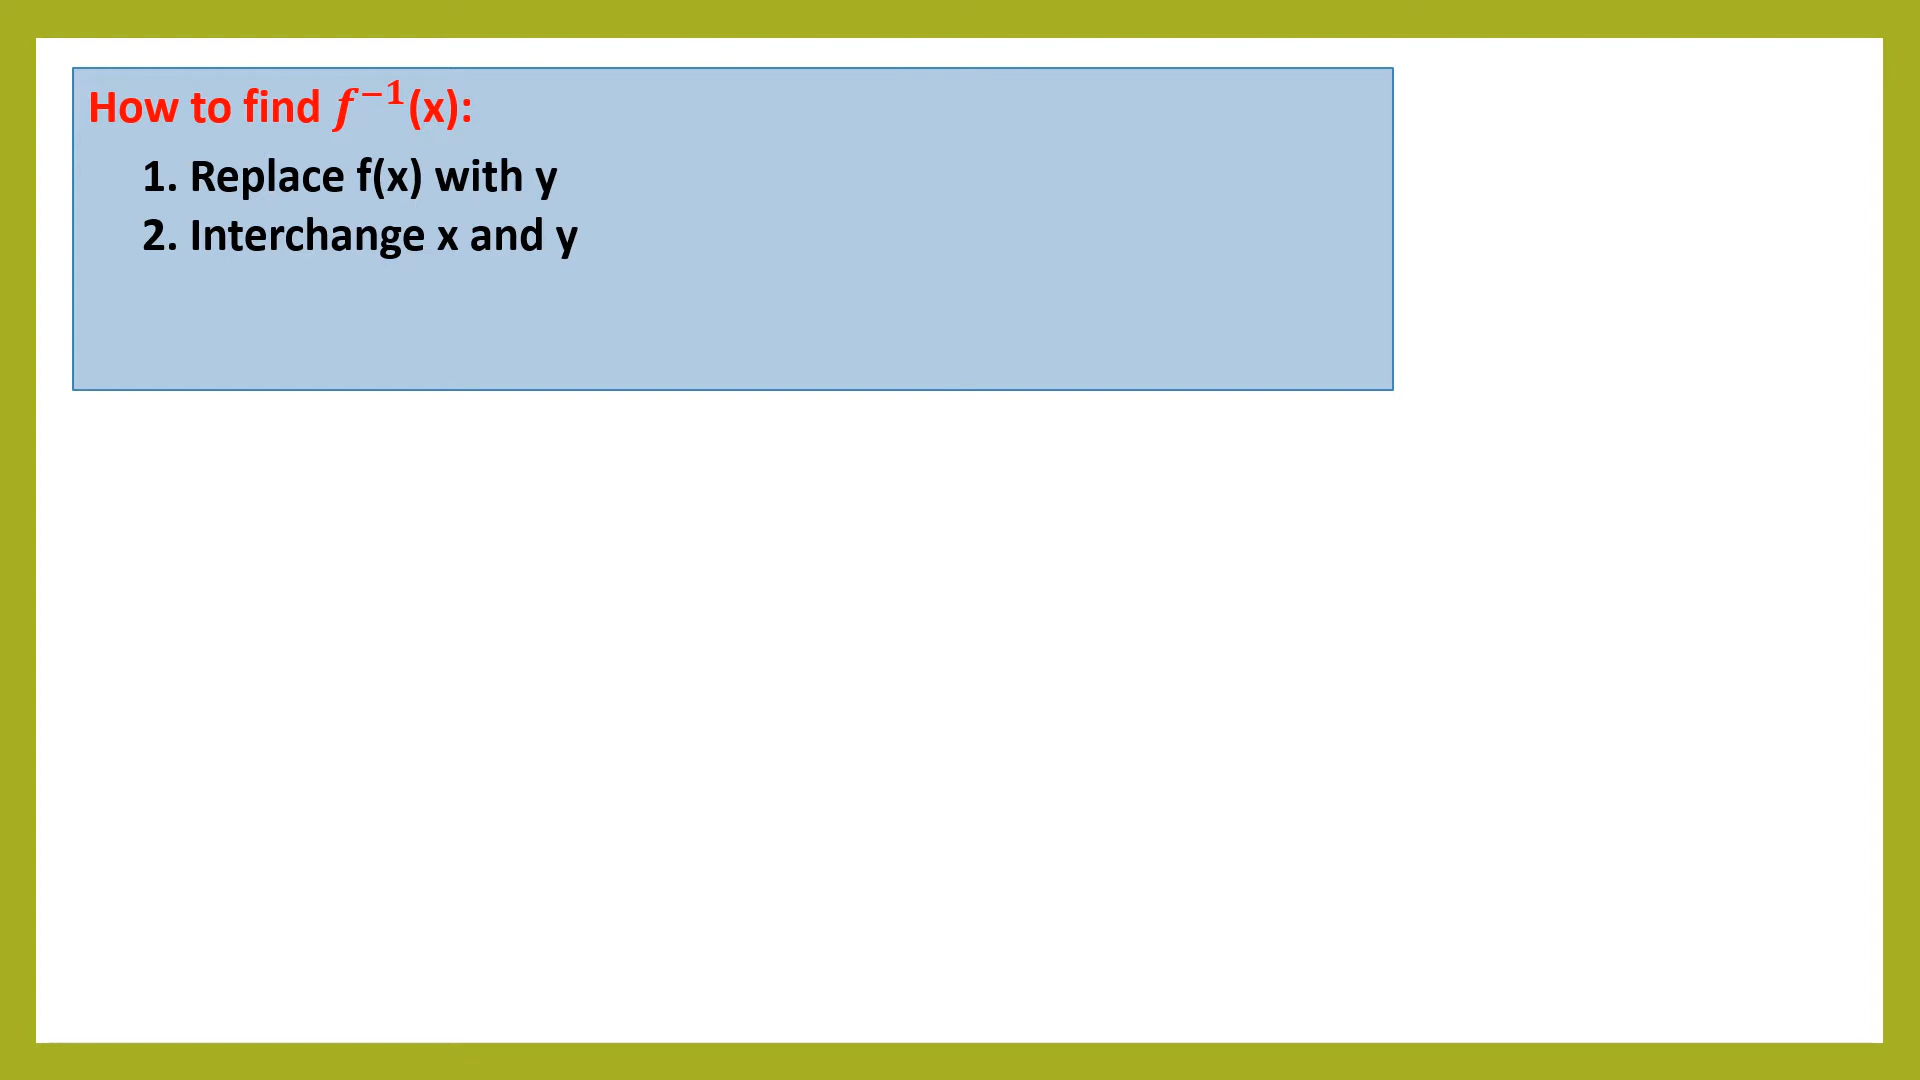 How to find f⁻¹(x):
1. Replace f(x) with y
2. Interchange x and y